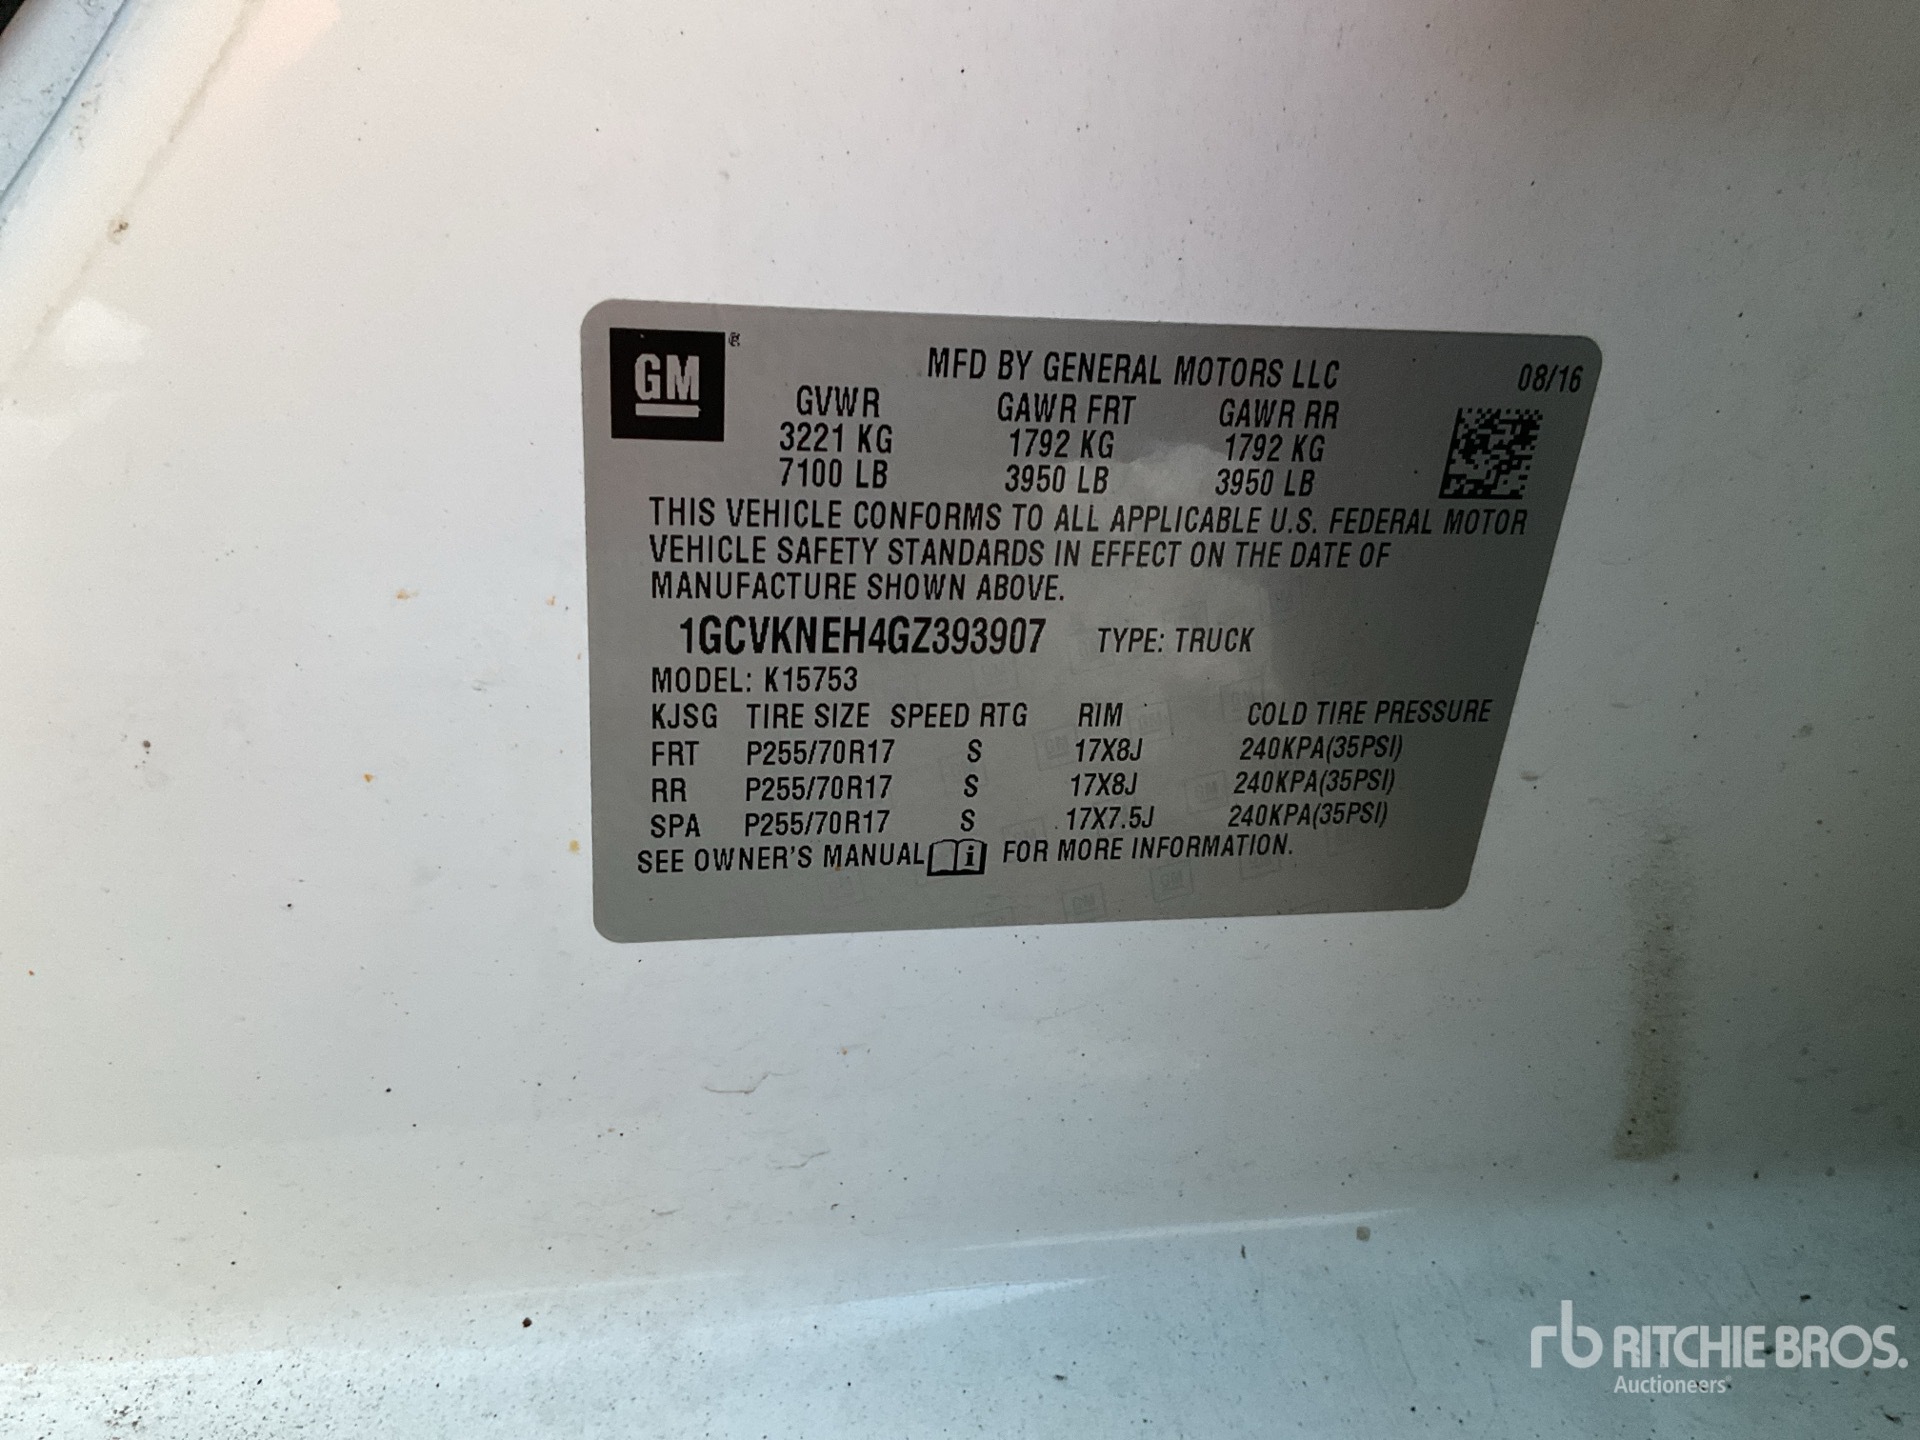 GM ®
MFD BY GENERAL MOTORS LLC 08/16
GVWR GAWR FRT GAWR RR
3221 KG 1792 KG 1792 KG
7100 LB 3950 LB 3950 LB
THIS VEHICLE CONFORMS TO ALL APPLICABLE U.S. FEDERAL MOTOR
VEHICLE SAFETY STANDARDS IN EFFECT ON THE DATE OF
MANUFACTURE SHOWN ABOVE.
1GCVKNEH4GZ393907 TYPE: TRUCK
MODEL: K15753
KJSG TIRE SIZE SPEED RTG RIM COLD TIRE PRESSURE
FRT P255/70R17 S 17X8J 240KPA(35PSI)
RR P255/70R17 S 17X8J 240KPA(35PSI)
SPA P255/70R17 S 17X7.5J 240KPA(35PSI)
SEE OWNER'S MANUAL i FOR MORE INFORMATION.
rb RITCHIE BROS.
Auctioneers